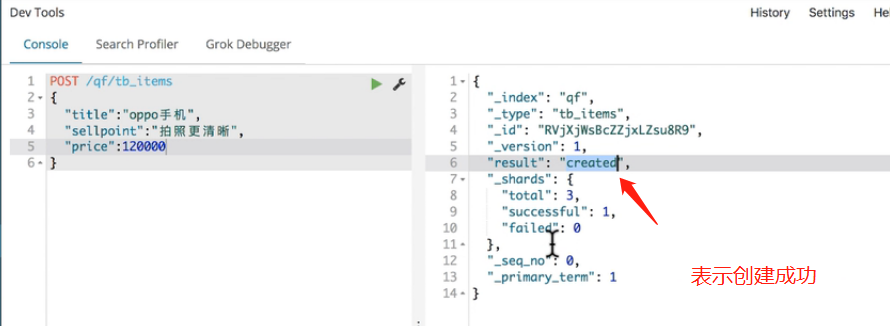 Dev Tools
History Settings Hel
Console Search Profiler Grok Debugger
1 POST /qf/tb_items
2 {
3 "title":"oppo手机",
4 "sellpoint":"拍照更清晰",
5 "price":120000
6 }
1 {
2 "_index": "qf",
3 "_type": "tb_items",
4 "_id": "RVjXjWsBcZZjxLZsu8R9",
5 "_version": 1,
6 "result": "created",
7 "_shards": {
8 "total": 3,
9 "successful": 1,
10 "failed": 0
11 },
12 "_seq_no": 0,
13 "_primary_term": 1
14 }
表示创建成功